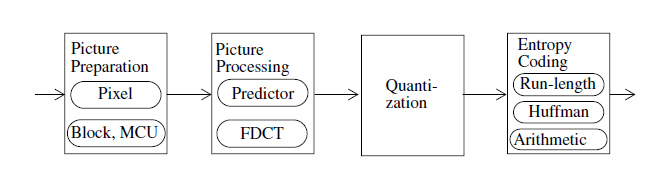 Picture
Preparation
Pixel
Block, MCU
Picture
Processing
Predictor
FDCT
Quanti-
zation
Entropy
Coding
Run-length
Huffman
Arithmetic